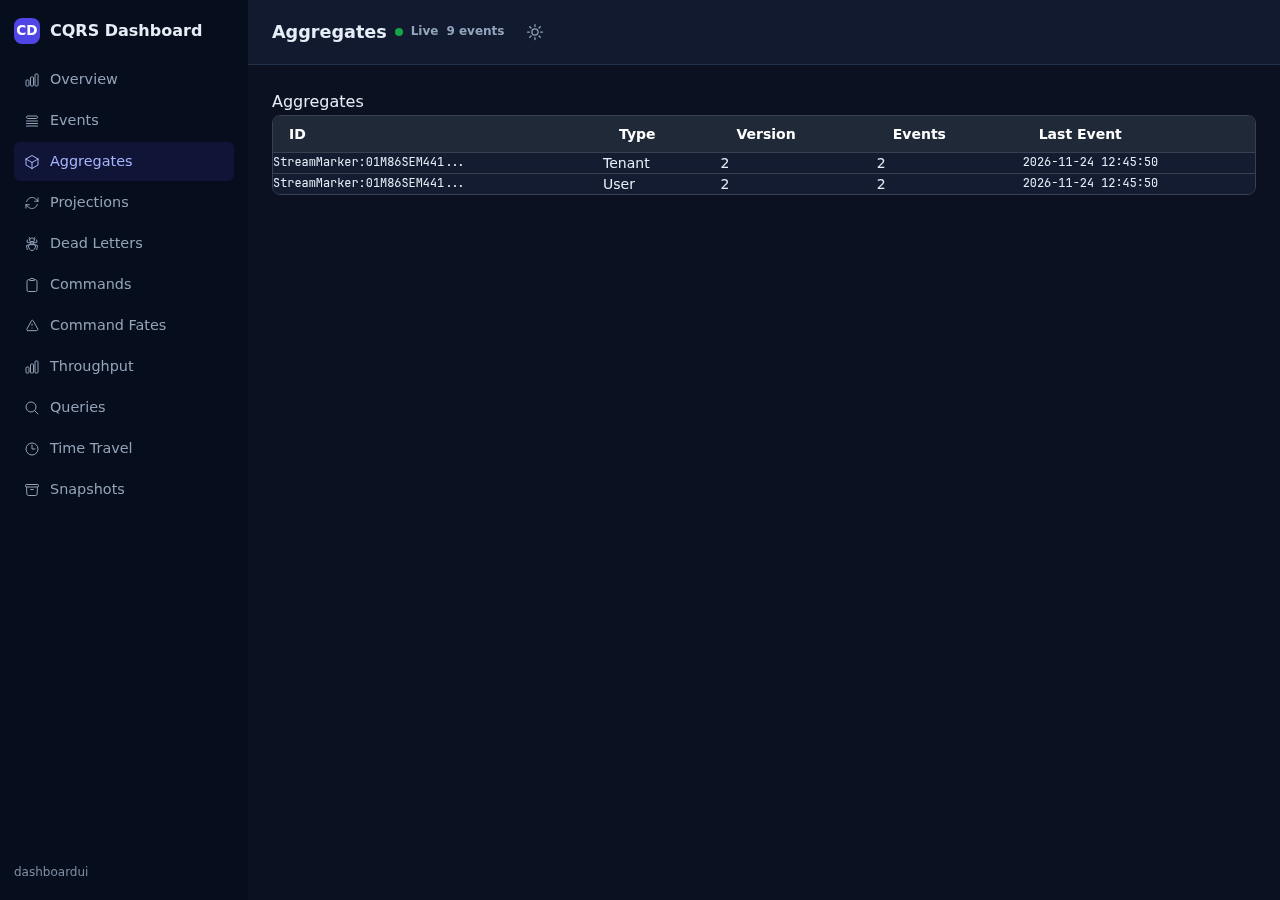 CD CQRS Dashboard
Overview
Events
Aggregates
Projections
Dead Letters
Commands
Command Fates
Throughput
Queries
Time Travel
Snapshots
dashboardui
Aggregates Live 9 events
Aggregates
ID Type Version Events Last Event
StreamMarker:01M86SEM441... Tenant 2 2 2026-11-24 12:45:50
StreamMarker:01M86SEM441... User 2 2 2026-11-24 12:45:50